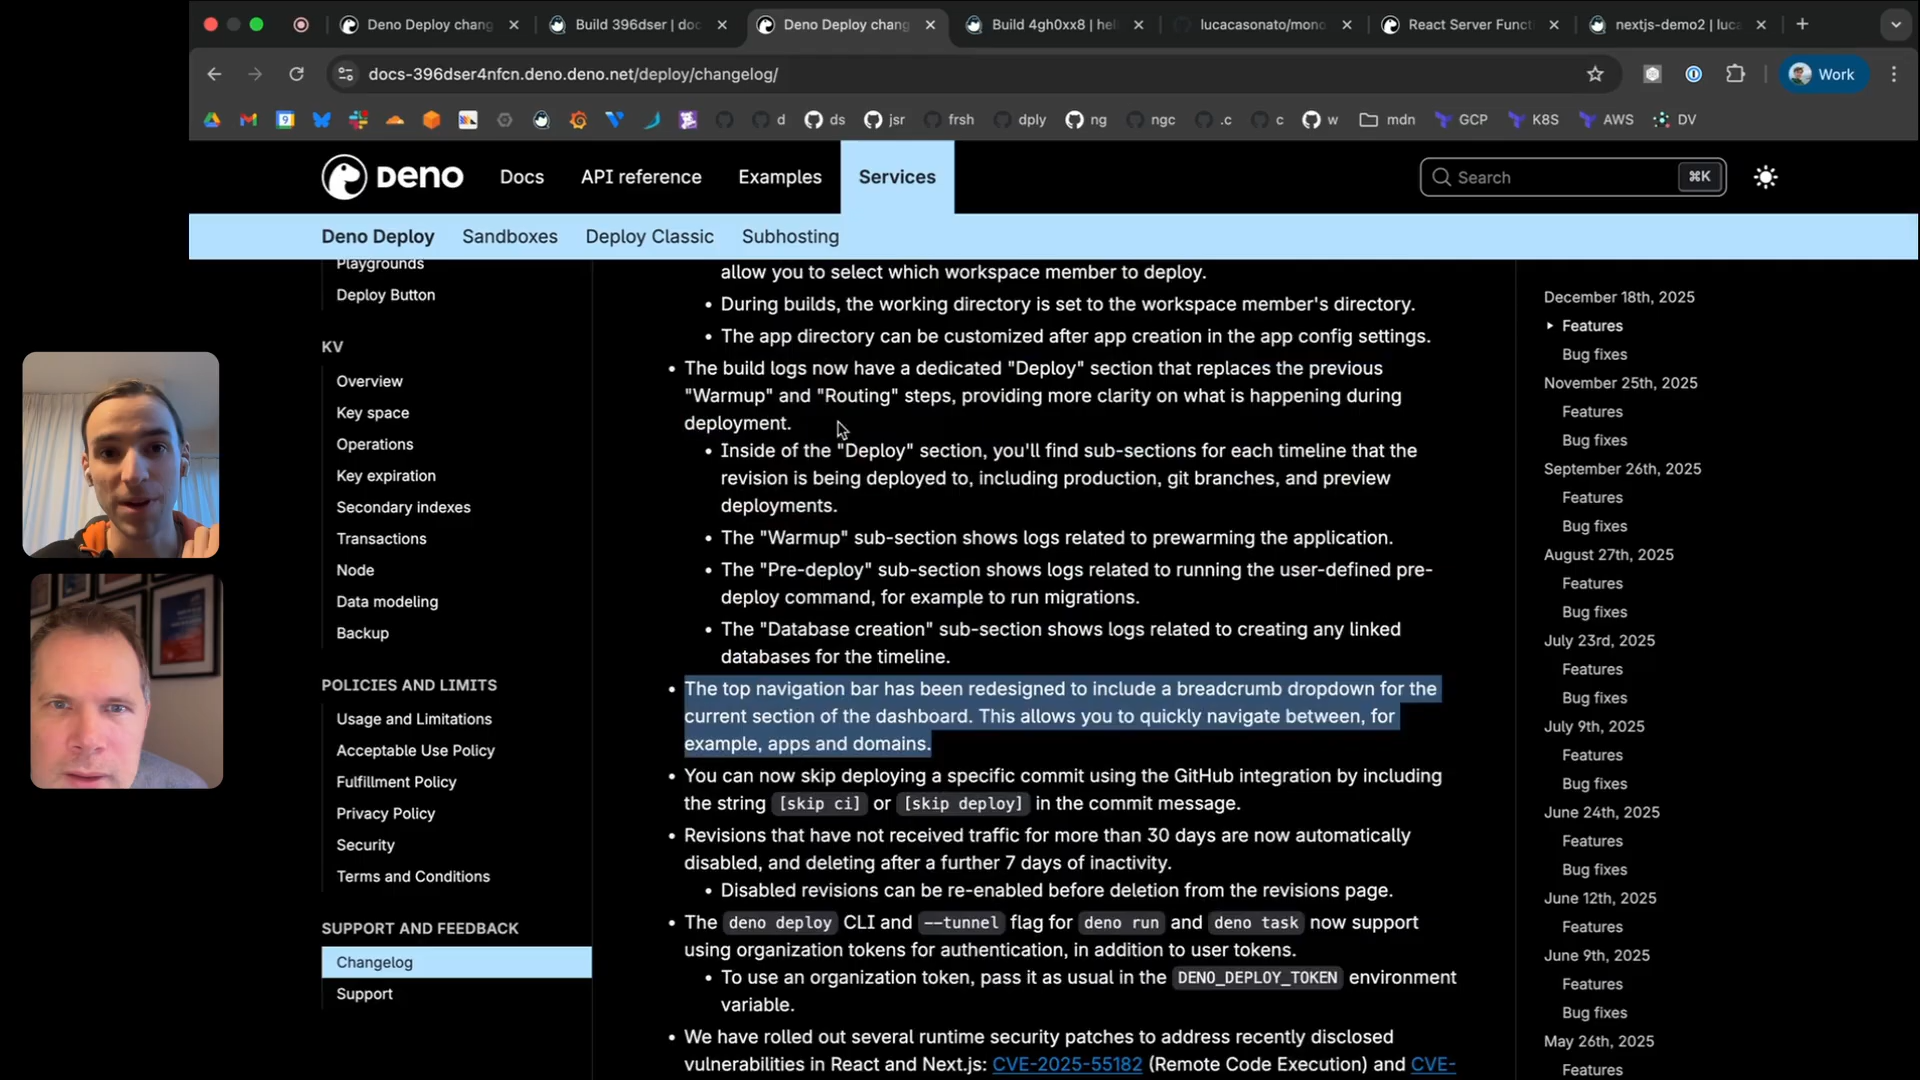 Deno Deploy chang
Build 396dser | doc
Deno Deploy chang
Build 4gh0xx8 | hel
lucacasonato/mono
React Server Funct
nextjs-demo2 | luca
docs-396dser4nfcn.deno.deno.net/deploy/changelog/
Work
9
d
ds
jsr
frsh
dply
ng
ngc
.c
c
w
mdn
GCP
K8S
AWS
DV
DENO
Docs
API reference
Examples
Services
Search
⌘K
Deno Deploy
Sandboxes
Deploy Classic
Subhosting
Playgrounds
Deploy Button
KV
Overview
Key space
Operations
Key expiration
Secondary indexes
Transactions
Node
Data modeling
Backup
POLICIES AND LIMITS
Usage and Limitations
Acceptable Use Policy
Fulfillment Policy
Privacy Policy
Security
Terms and Conditions
SUPPORT AND FEEDBACK
Changelog
Support
allow you to select which workspace member to deploy.
• During builds, the working directory is set to the workspace member's directory.
• The app directory can be customized after app creation in the app config settings.
• The build logs now have a dedicated "Deploy" section that replaces the previous
"Warmup" and "Routing" steps, providing more clarity on what is happening during
deployment.
• Inside of the "Deploy" section, you'll find sub-sections for each timeline that the
revision is being deployed to, including production, git branches, and preview
deployments.
• The "Warmup" sub-section shows logs related to prewarming the application.
• The "Pre-deploy" sub-section shows logs related to running the user-defined pre-
deploy command, for example to run migrations.
• The "Database creation" sub-section shows logs related to creating any linked
databases for the timeline.
• The top navigation bar has been redesigned to include a breadcrumb dropdown for the
current section of the dashboard. This allows you to quickly navigate between, for
example, apps and domains.
• You can now skip deploying a specific commit using the GitHub integration by including
the string [skip ci] or [skip deploy] in the commit message.
• Revisions that have not received traffic for more than 30 days are now automatically
disabled, and deleting after a further 7 days of inactivity.
• Disabled revisions can be re-enabled before deletion from the revisions page.
• The deno deploy CLI and --tunnel flag for deno run and deno task now support
using organization tokens for authentication, in addition to user tokens.
• To use an organization token, pass it as usual in the DENO_DEPLOY_TOKEN environment
variable.
• We have rolled out several runtime security patches to address recently disclosed
vulnerabilities in React and Next.js: CVE-2025-55182 (Remote Code Execution) and CVE-
December 18th, 2025
Features
Bug fixes
November 25th, 2025
Features
Bug fixes
September 26th, 2025
Features
Bug fixes
August 27th, 2025
Features
Bug fixes
July 23rd, 2025
Features
Bug fixes
July 9th, 2025
Features
Bug fixes
June 24th, 2025
Features
Bug fixes
June 12th, 2025
Features
June 9th, 2025
Features
Bug fixes
May 26th, 2025
Features